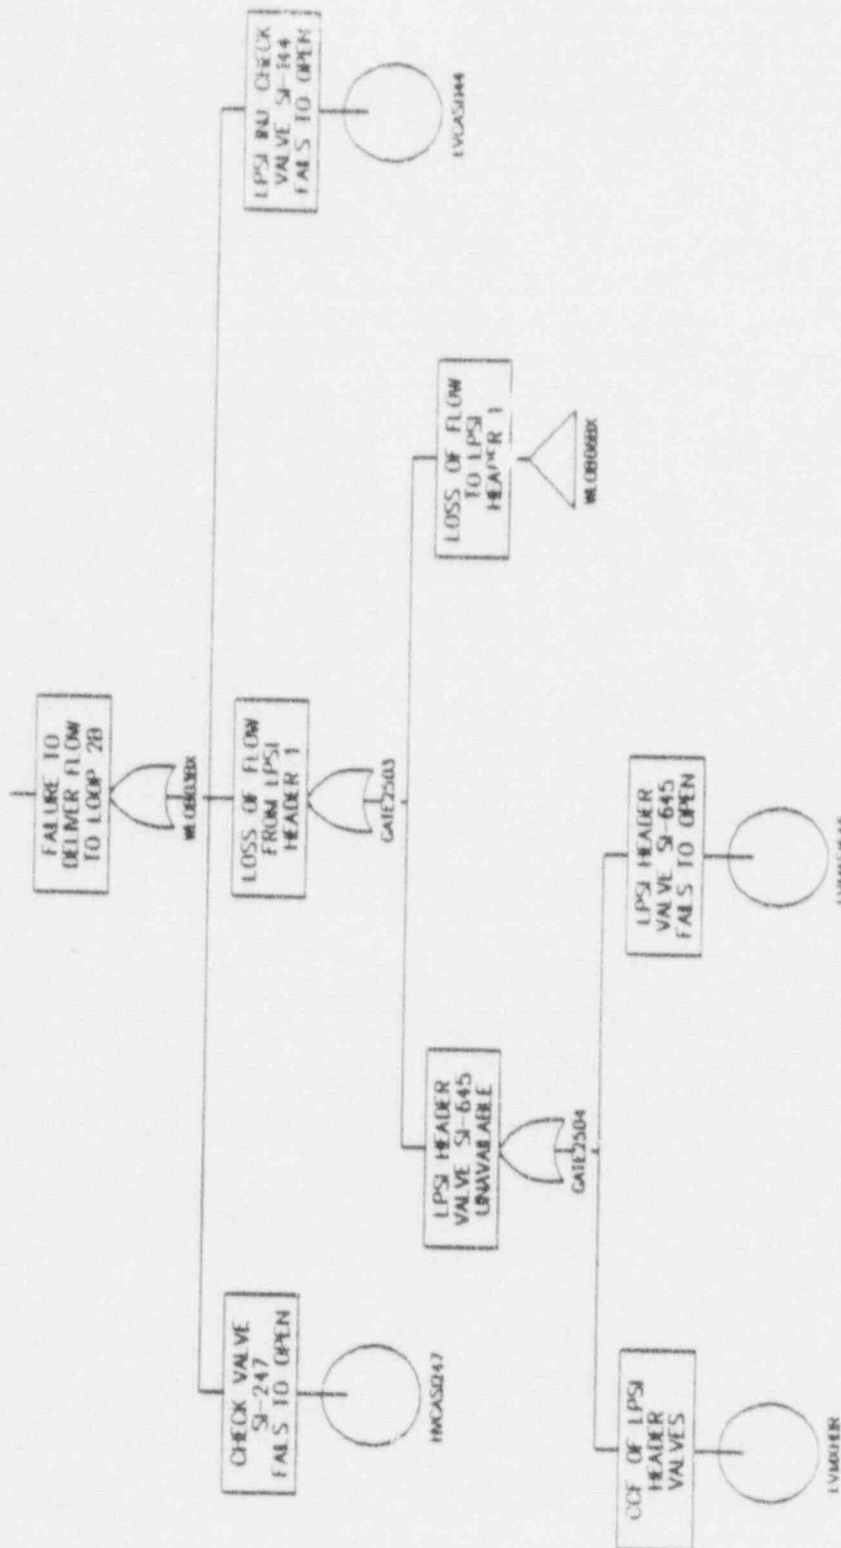 FAILURE TO
DELIVER FLOW
TO LOOP 2B
CHECK VALVE
SI-247
FAILS TO OPEN
HVCASI247
LOSS OF FLOW
FROM LPSI
HEADER 1
GATE2503
LPSI INJ CHECK
VALVE SI-144
FAILS TO OPEN
LVCASI144
LPSI HEADER
VALVE SI-645
UNAVAILABLE
GATE2504
LOSS OF FLOW
TO LPSI
HEADER 1
CCF OF LPSI
HEADER
VALVES
LVMXHDR
LPSI HEADER
VALVE SI-645
FAILS TO OPEN